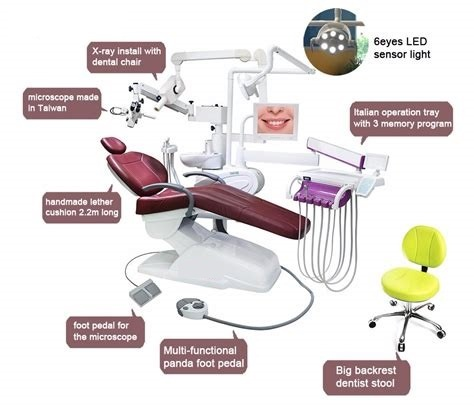 6eyes LED
sensor light
X-ray install with
dental chair
microscope made
in Taiwan
Italian operation tray
with 3 memory program
handmade lether
cushion 2.2m long
foot pedal for
the microscope
Multi-functional
panda foot pedal
Big backrest
dentist stool